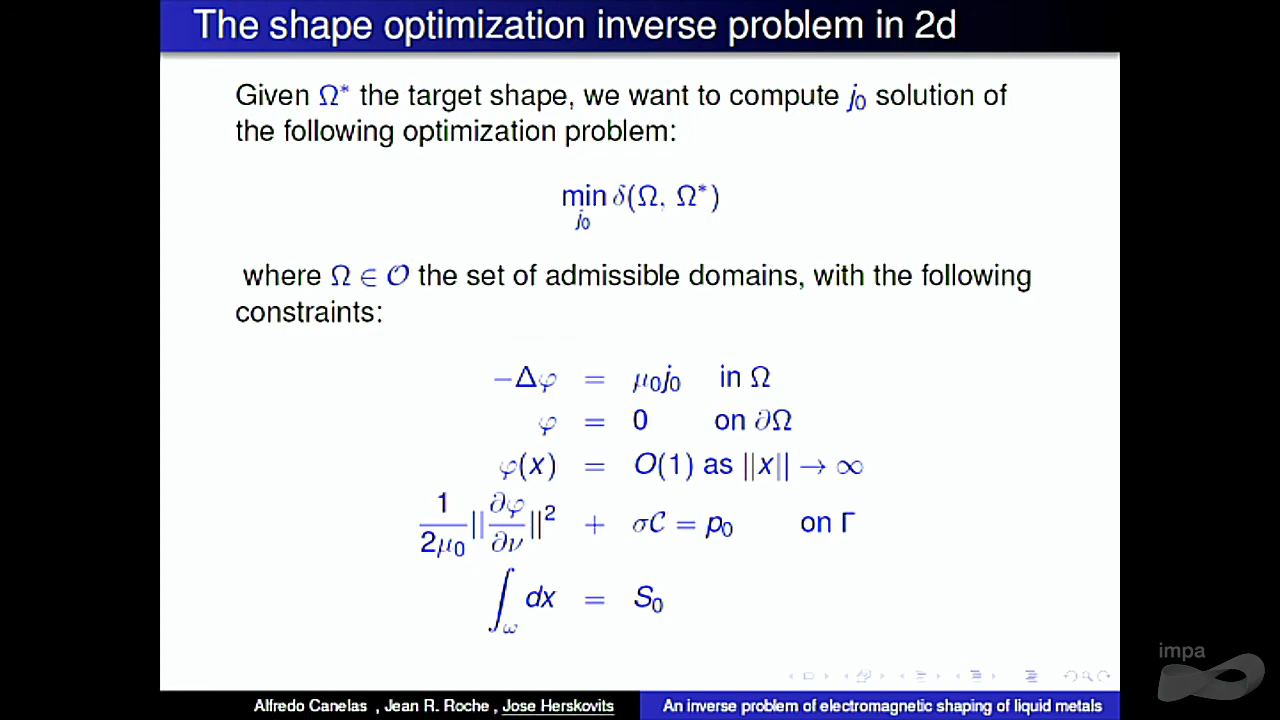 The shape optimization inverse problem in 2d
Given Ω* the target shape, we want to compute j₀ solution of
the following optimization problem:
min δ(Ω, Ω*)
j₀
where Ω ∈ 𝒪 the set of admissible domains, with the following
constraints:
−Δφ = μ₀j₀ in Ω
φ = 0 on ∂Ω
φ(x) = O(1) as ||x|| → ∞
1/(2μ₀) ||∂φ/∂ν||² + σ𝒞 = p₀ on Γ
∫_ω dx = S₀
impa
Alfredo Canelas , Jean R. Roche , Jose Herskovits
An inverse problem of electromagnetic shaping of liquid metals